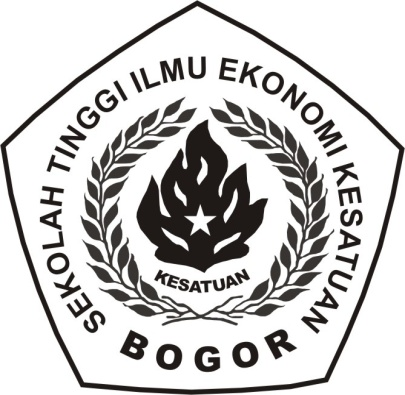 SEKOLAH TINGGI ILMU EKONOMI KESATUAN
KESATUAN
BOGOR